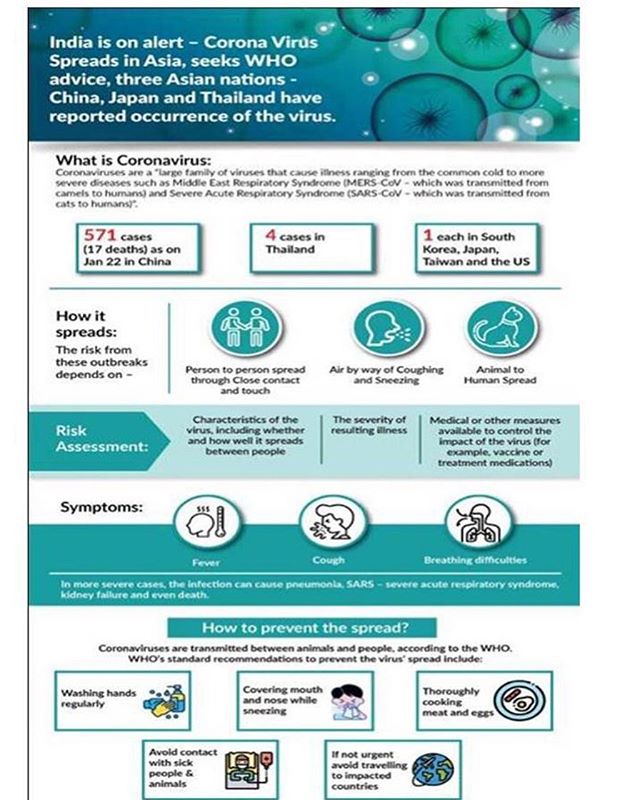 India is on alert – Corona Virus
Spreads in Asia, seeks WHO
advice, three Asian nations -
China, Japan and Thailand have
reported occurrence of the virus.
What is Coronavirus:
Coronaviruses are a "large family of viruses that cause illness ranging from the common cold to more
severe diseases such as Middle East Respiratory Syndrome (MERS-CoV – which was transmitted from
camels to humans) and Severe Acute Respiratory Syndrome (SARS-CoV – which was transmitted from
cats to humans)".
571 cases
(17 deaths) as on
Jan 22 in China
4 cases in
Thailand
1 each in South
Korea, Japan,
Taiwan and the US
How it
spreads:
The risk from
these outbreaks
depends on –
Person to person spread
through Close contact
and touch
Air by way of Coughing
and Sneezing
Animal to
Human Spread
Risk
Assessment:
Characteristics of the
virus, including whether
and how well it spreads
between people
The severity of
resulting illness
Medical or other measures
available to control the
impact of the virus (for
example, vaccine or
treatment medications)
Symptoms:
Fever
Cough
Breathing difficulties
In more severe cases, the infection can cause pneumonia, SARS – severe acute respiratory syndrome,
kidney failure and even death.
How to prevent the spread?
Coronaviruses are transmitted between animals and people, according to the WHO.
WHO's standard recommendations to prevent the virus' spread include:
Washing hands
regularly
Covering mouth
and nose while
sneezing
Thoroughly
cooking
meat and eggs
Avoid contact
with sick
people &
animals
If not urgent
avoid travelling
to impacted
countries